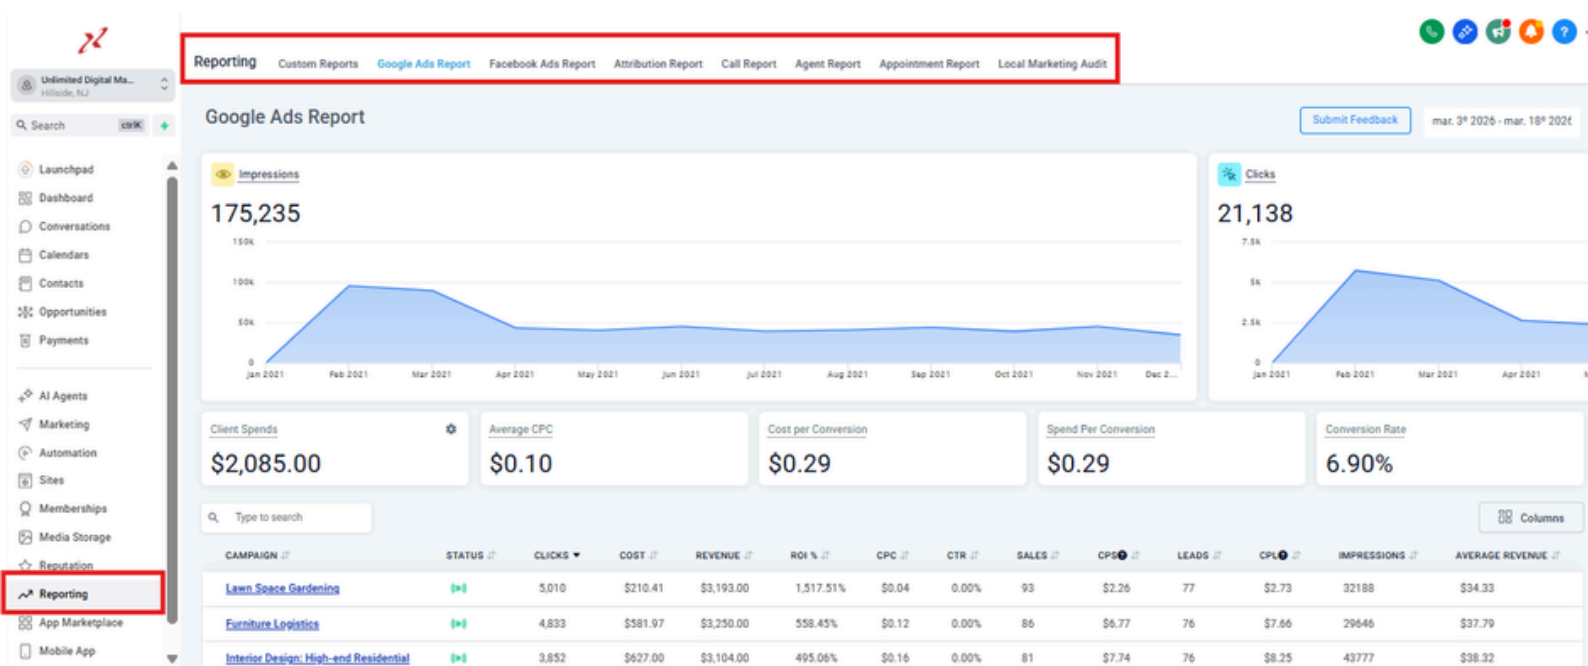 Reporting Custom Reports Google Ads Report Facebook Ads Report Attribution Report Call Report Agent Report Appointment Report Local Marketing Audit
Unlimited Digital Ma...
Hillside, NJ
Search ctrlK
Launchpad
Dashboard
Conversations
Calendars
Contacts
Opportunities
Payments
AI Agents
Marketing
Automation
Sites
Memberships
Media Storage
Reputation
Reporting
App Marketplace
Mobile App
Google Ads Report
Submit Feedback
mar. 3º 2026 - mar. 18º 2026
Impressions
175,235
150k
100k
50k
0
Jan 2021 Feb 2021 Mar 2021 Apr 2021 May 2021 Jun 2021 Jul 2021 Aug 2021 Sep 2021 Oct 2021 Nov 2021 Dec 2...
Clicks
21,138
7.5k
5k
2.5k
0
Jan 2021 Feb 2021 Mar 2021 Apr 2021
Client Spends
$2,085.00
Average CPC
$0.10
Cost per Conversion
$0.29
Spend Per Conversion
$0.29
Conversion Rate
6.90%
Type to search
Columns
CAMPAIGN STATUS CLICKS COST REVENUE ROI % CPC CTR SALES CPS LEADS CPL IMPRESSIONS AVERAGE REVENUE
Lawn Space Gardening 5,010 $210.41 $3,193.00 1,517.51% $0.04 0.00% 93 $2.26 77 $2.73 32188 $34.33
Furniture Logistics 4,833 $581.97 $3,250.00 558.45% $0.12 0.00% 86 $6.77 76 $7.66 29646 $37.79
Interior Design: High-end Residential 3,852 $627.00 $3,104.00 495.06% $0.16 0.00% 81 $7.74 76 $8.25 43777 $38.32